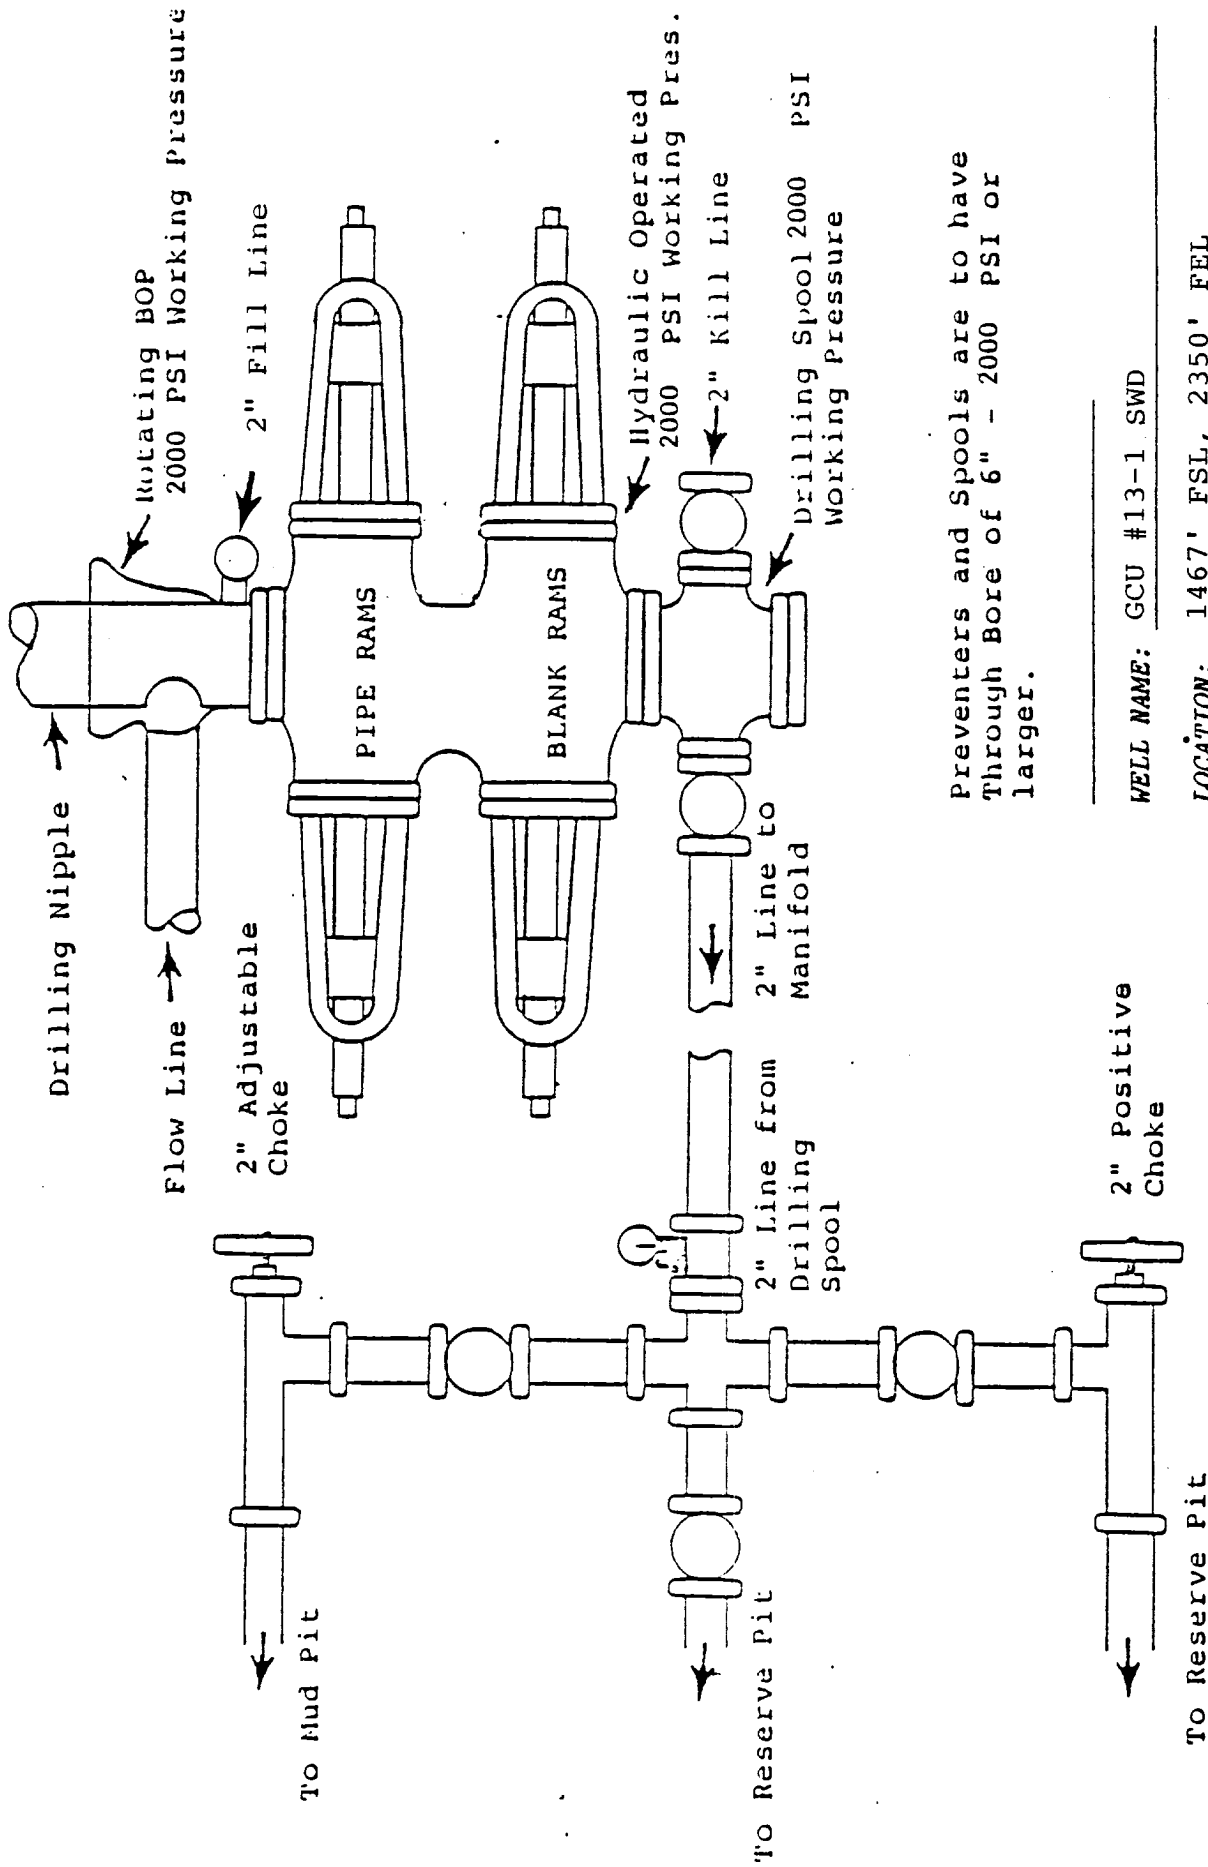 Drilling Nipple
Flow Line
Rotating BOP
2000 PSI Working Pressure
2" Fill Line
PIPE RAMS
BLANK RAMS
Hydraulic Operated
2000 PSI Working Pres.
2" Kill Line
Drilling Spool 2000 PSI
Working Pressure
2" Line to
Manifold
2" Adjustable
Choke
2" Line from
Drilling
Spool
2" Positive
Choke
To Mud Pit
To Reserve Pit
To Reserve Pit
Preventers and Spools are to have
Through Bore of 6" - 2000 PSI or
larger.
WELL NAME: GCU #13-1 SWD
LOCATION: 1467' FSL, 2350' FEL